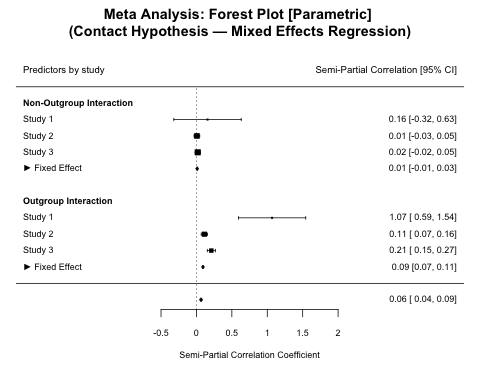 Meta Analysis: Forest Plot [Parametric]
(Contact Hypothesis — Mixed Effects Regression)
Predictors by study Semi-Partial Correlation [95% CI]
Non-Outgroup Interaction
Study 1 0.16 [-0.32, 0.63]
Study 2 0.01 [-0.03, 0.05]
Study 3 0.02 [-0.02, 0.05]
► Fixed Effect 0.01 [-0.01, 0.03]
Outgroup Interaction
Study 1 1.07 [ 0.59, 1.54]
Study 2 0.11 [ 0.07, 0.16]
Study 3 0.21 [ 0.15, 0.27]
► Fixed Effect 0.09 [0.07, 0.11]
0.06 [ 0.04, 0.09]
-0.5 0 0.5 1 1.5 2
Semi-Partial Correlation Coefficient